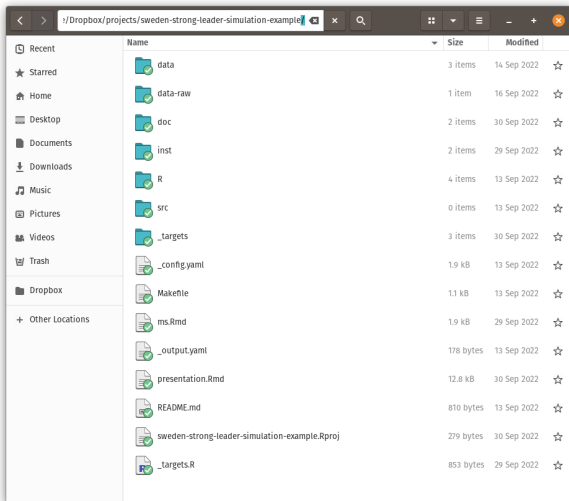 :/Dropbox/projects/sweden-strong-leader-simulation-example/
Recent
Starred
Home
Desktop
Documents
Downloads
Music
Pictures
Videos
Trash
Dropbox
+ Other Locations
Name Size Modified
data 3 items 14 Sep 2022
data-raw 1 item 16 Sep 2022
doc 2 items 30 Sep 2022
inst 2 items 29 Sep 2022
R 4 items 13 Sep 2022
src 0 items 13 Sep 2022
_targets 3 items 30 Sep 2022
_config.yaml 1.9 kB 13 Sep 2022
Makefile 1.1 kB 13 Sep 2022
ms.Rmd 1.9 kB 29 Sep 2022
_output.yaml 178 bytes 13 Sep 2022
presentation.Rmd 12.8 kB 30 Sep 2022
README.md 810 bytes 13 Sep 2022
sweden-strong-leader-simulation-example.Rproj 279 bytes 30 Sep 2022
_targets.R 853 bytes 29 Sep 2022